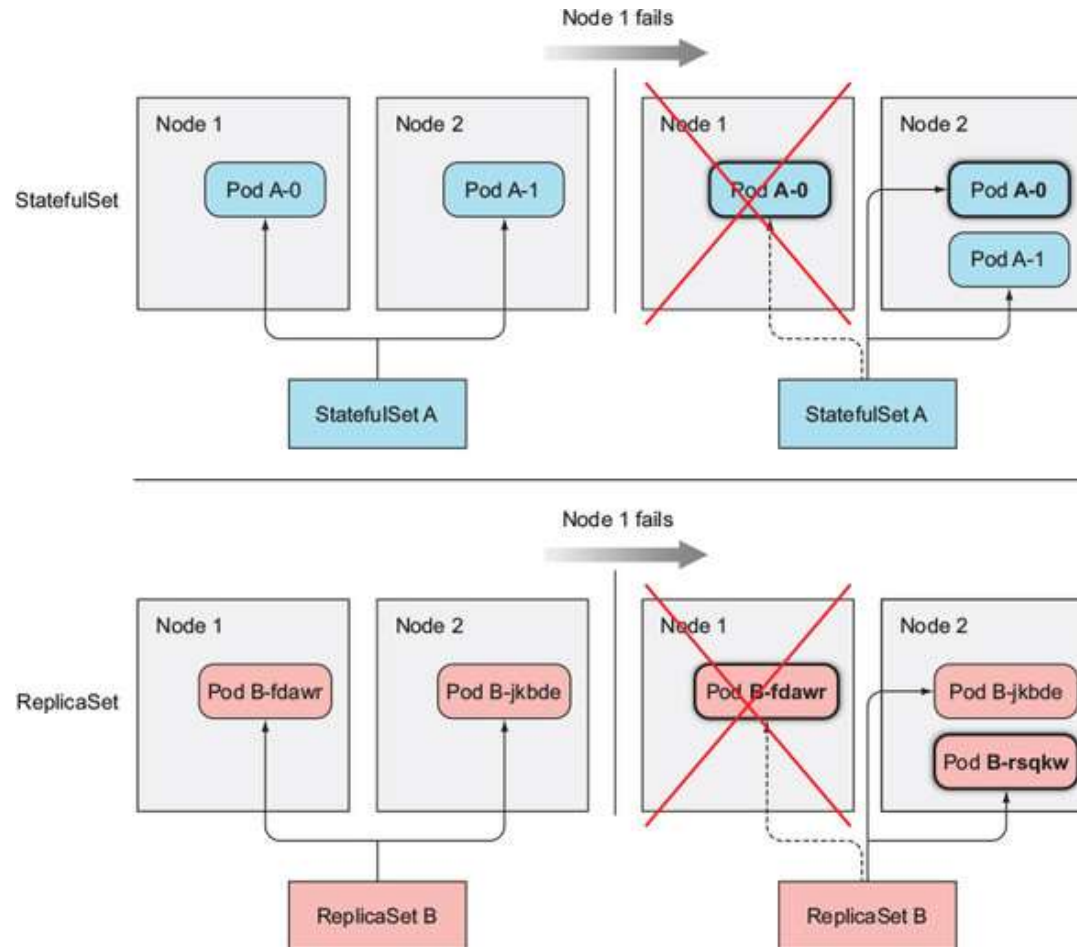 Node 1 fails
StatefulSet
Node 1
Pod A-0
Node 2
Pod A-1
Node 1
Pod A-0
Node 2
Pod A-0
Pod A-1
StatefulSet A
StatefulSet A
Node 1 fails
ReplicaSet
Node 1
Pod B-fdawr
Node 2
Pod B-jkbde
Node 1
Pod B-fdawr
Node 2
Pod B-jkbde
Pod B-rsqkw
ReplicaSet B
ReplicaSet B